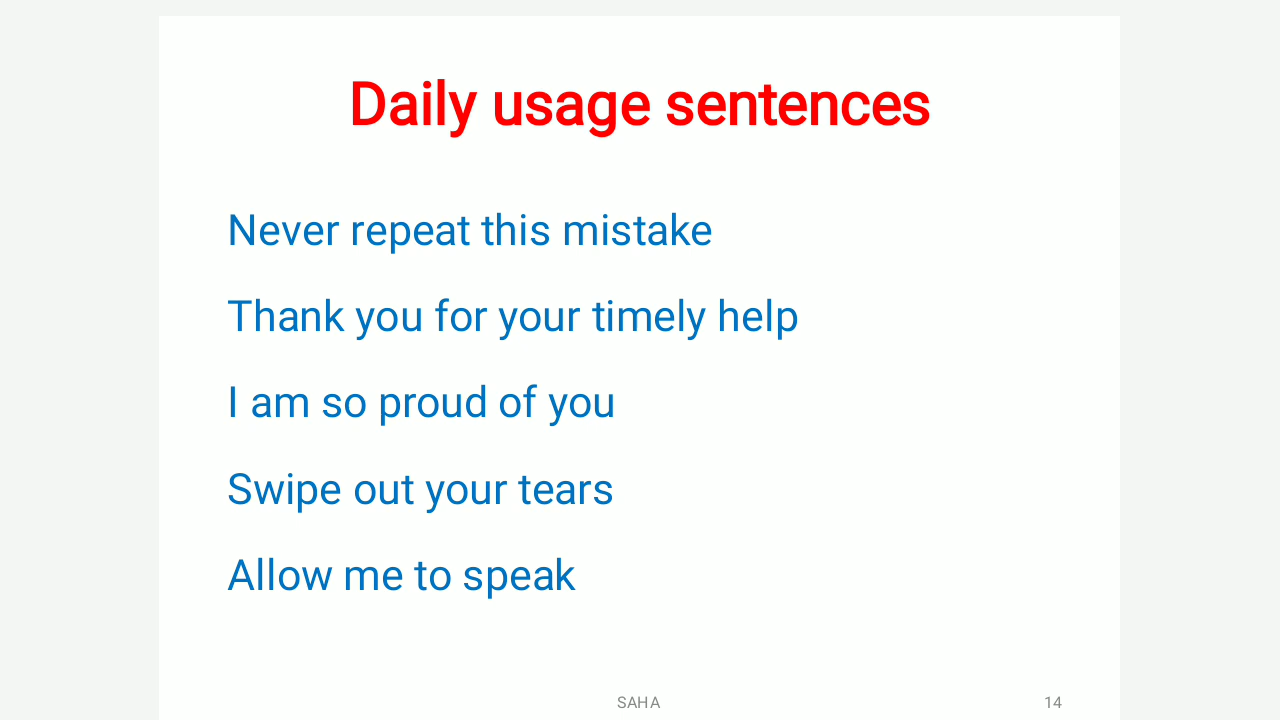 Daily usage sentences
Never repeat this mistake
Thank you for your timely help
I am so proud of you
Swipe out your tears
Allow me to speak
SAHA
14